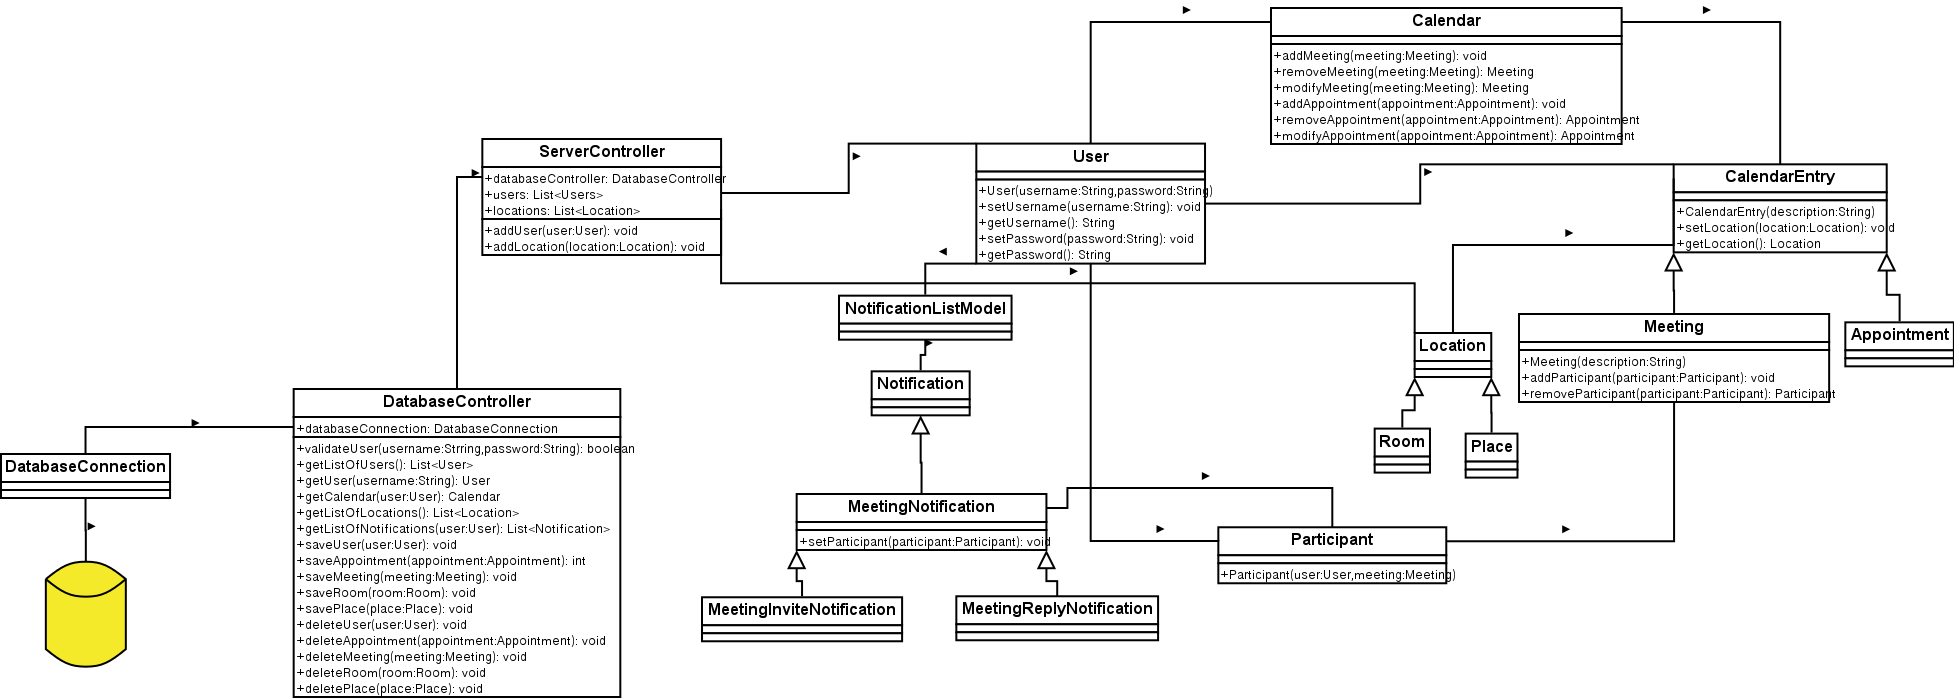 Calendar
+addMeeting(meeting:Meeting): void
+removeMeeting(meeting:Meeting): Meeting
+modifyMeeting(meeting:Meeting): Meeting
+addAppointment(appointment:Appointment): void
+removeAppointment(appointment:Appointment): Appointment
+modifyAppointment(appointment:Appointment): Appointment
ServerController
+databaseController: DatabaseController
+users: List<Users>
+locations: List<Location>
+addUser(user:User): void
+addLocation(location:Location): void
User
+User(username:String,password:String)
+setUsername(username:String): void
+getUsername(): String
+setPassword(password:String): void
+getPassword(): String
CalendarEntry
+CalendarEntry(description:String)
+setLocation(location:Location): void
+getLocation(): Location
NotificationListModel
Notification
Location
Meeting
+Meeting(description:String)
+addParticipant(participant:Participant): void
+removeParticipant(participant:Participant): Participant
Appointment
Room
Place
DatabaseController
+databaseConnection: DatabaseConnection
+validateUser(username:Strring,password:String): boolean
+getListOfUsers(): List<User>
+getUser(username:String): User
+getCalendar(user:User): Calendar
+getListOfLocations(): List<Location>
+getListOfNotifications(user:User): List<Notification>
+saveUser(user:User): void
+saveAppointment(appointment:Appointment): int
+saveMeeting(meeting:Meeting): void
+saveRoom(room:Room): void
+savePlace(place:Place): void
+deleteUser(user:User): void
+deleteAppointment(appointment:Appointment): void
+deleteMeeting(meeting:Meeting): void
+deleteRoom(room:Room): void
+deletePlace(place:Place): void
DatabaseConnection
MeetingNotification
+setParticipant(participant:Participant): void
Participant
+Participant(user:User,meeting:Meeting)
MeetingInviteNotification
MeetingReplyNotification